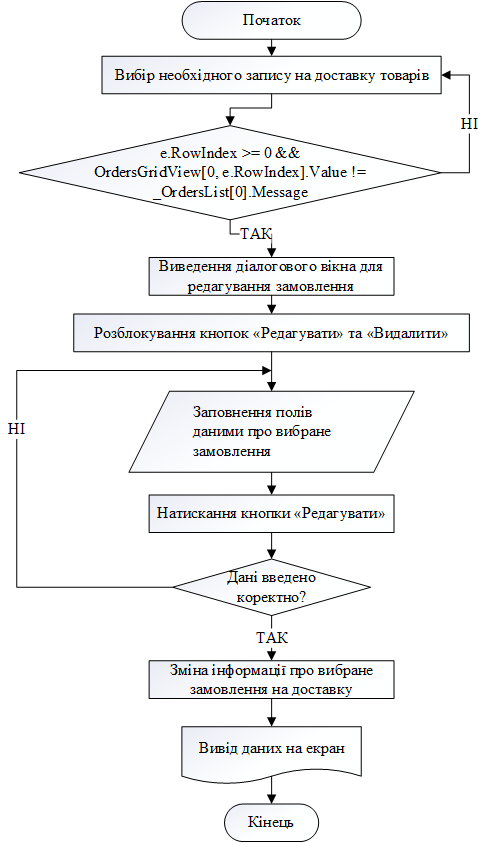 Початок
Вибір необхідного запису на доставку товарів
НІ
e.RowIndex >= 0 &&
OrdersGridView[0, e.RowIndex].Value !=
_OrdersList[0].Message
ТАК
Виведення діалогового вікна для
редагування замовлення
Розблокування кнопок «Редагувати» та «Видалити»
НІ
Заповнення полів
даними про вибране
замовлення
Натискання кнопки «Редагувати»
Дані введено
коректно?
ТАК
Зміна інформації про вибране
замовлення на доставку
Вивід даних на екран
Кінець